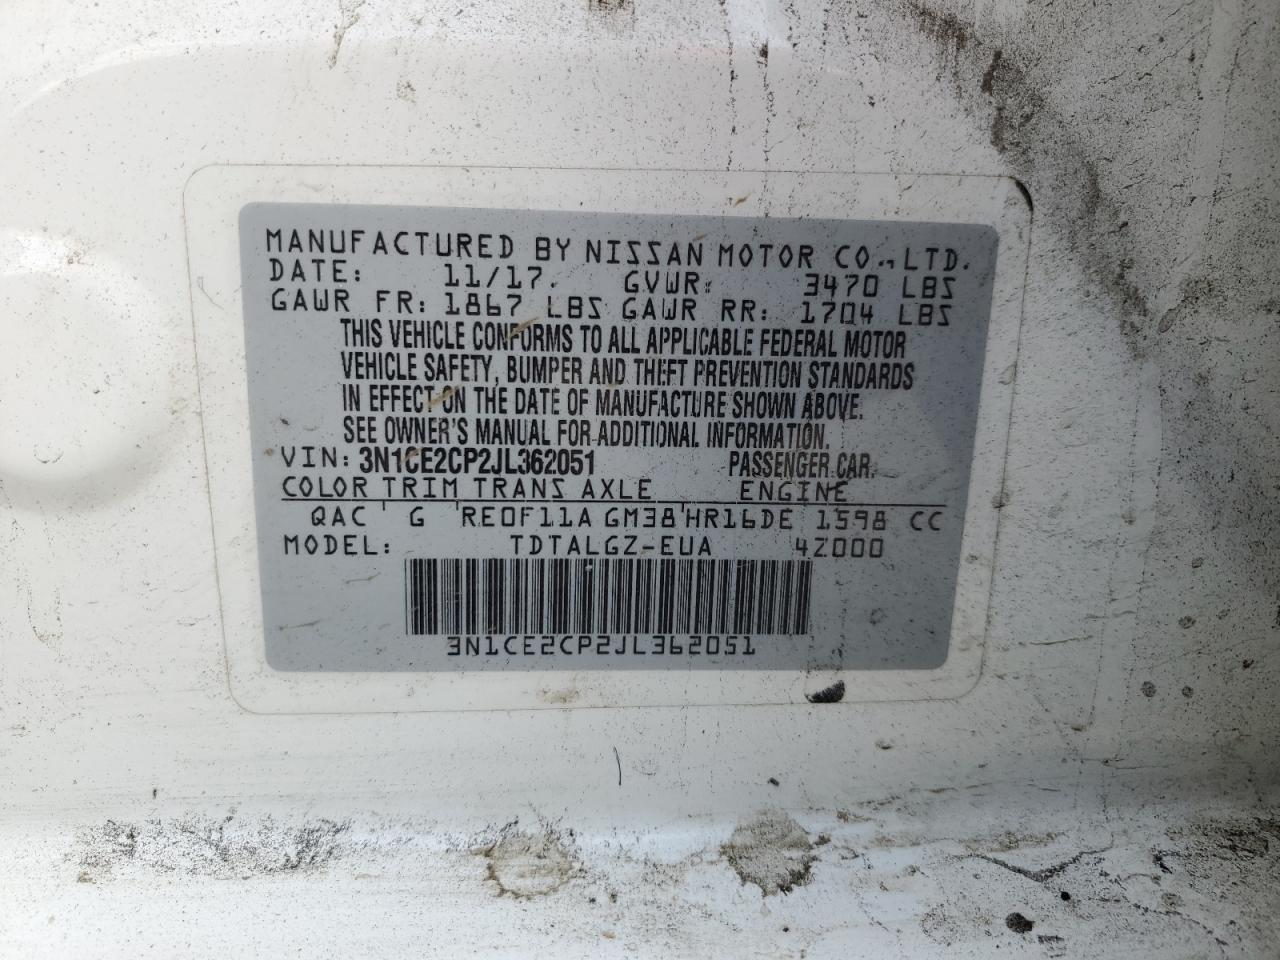 MANUFACTURED BY NISSAN MOTOR CO., LTD.
DATE: 11/17. GVWR: 3470 LBS
GAWR FR: 1867 LBS GAWR RR: 1704 LBS
THIS VEHICLE CONFORMS TO ALL APPLICABLE FEDERAL MOTOR
VEHICLE SAFETY, BUMPER AND THEFT PREVENTION STANDARDS
IN EFFECT ON THE DATE OF MANUFACTURE SHOWN ABOVE.
SEE OWNER'S MANUAL FOR ADDITIONAL INFORMATION.
VIN: 3N1CE2CP2JL362051 PASSENGER CAR.
COLOR TRIM TRANS AXLE ENGINE
QAC ' G ' RE0F11A GM38 ' HR16DE 1598 CC
MODEL: TDTALGZ-EUA 4Z000
3N1CE2CP2JL362051